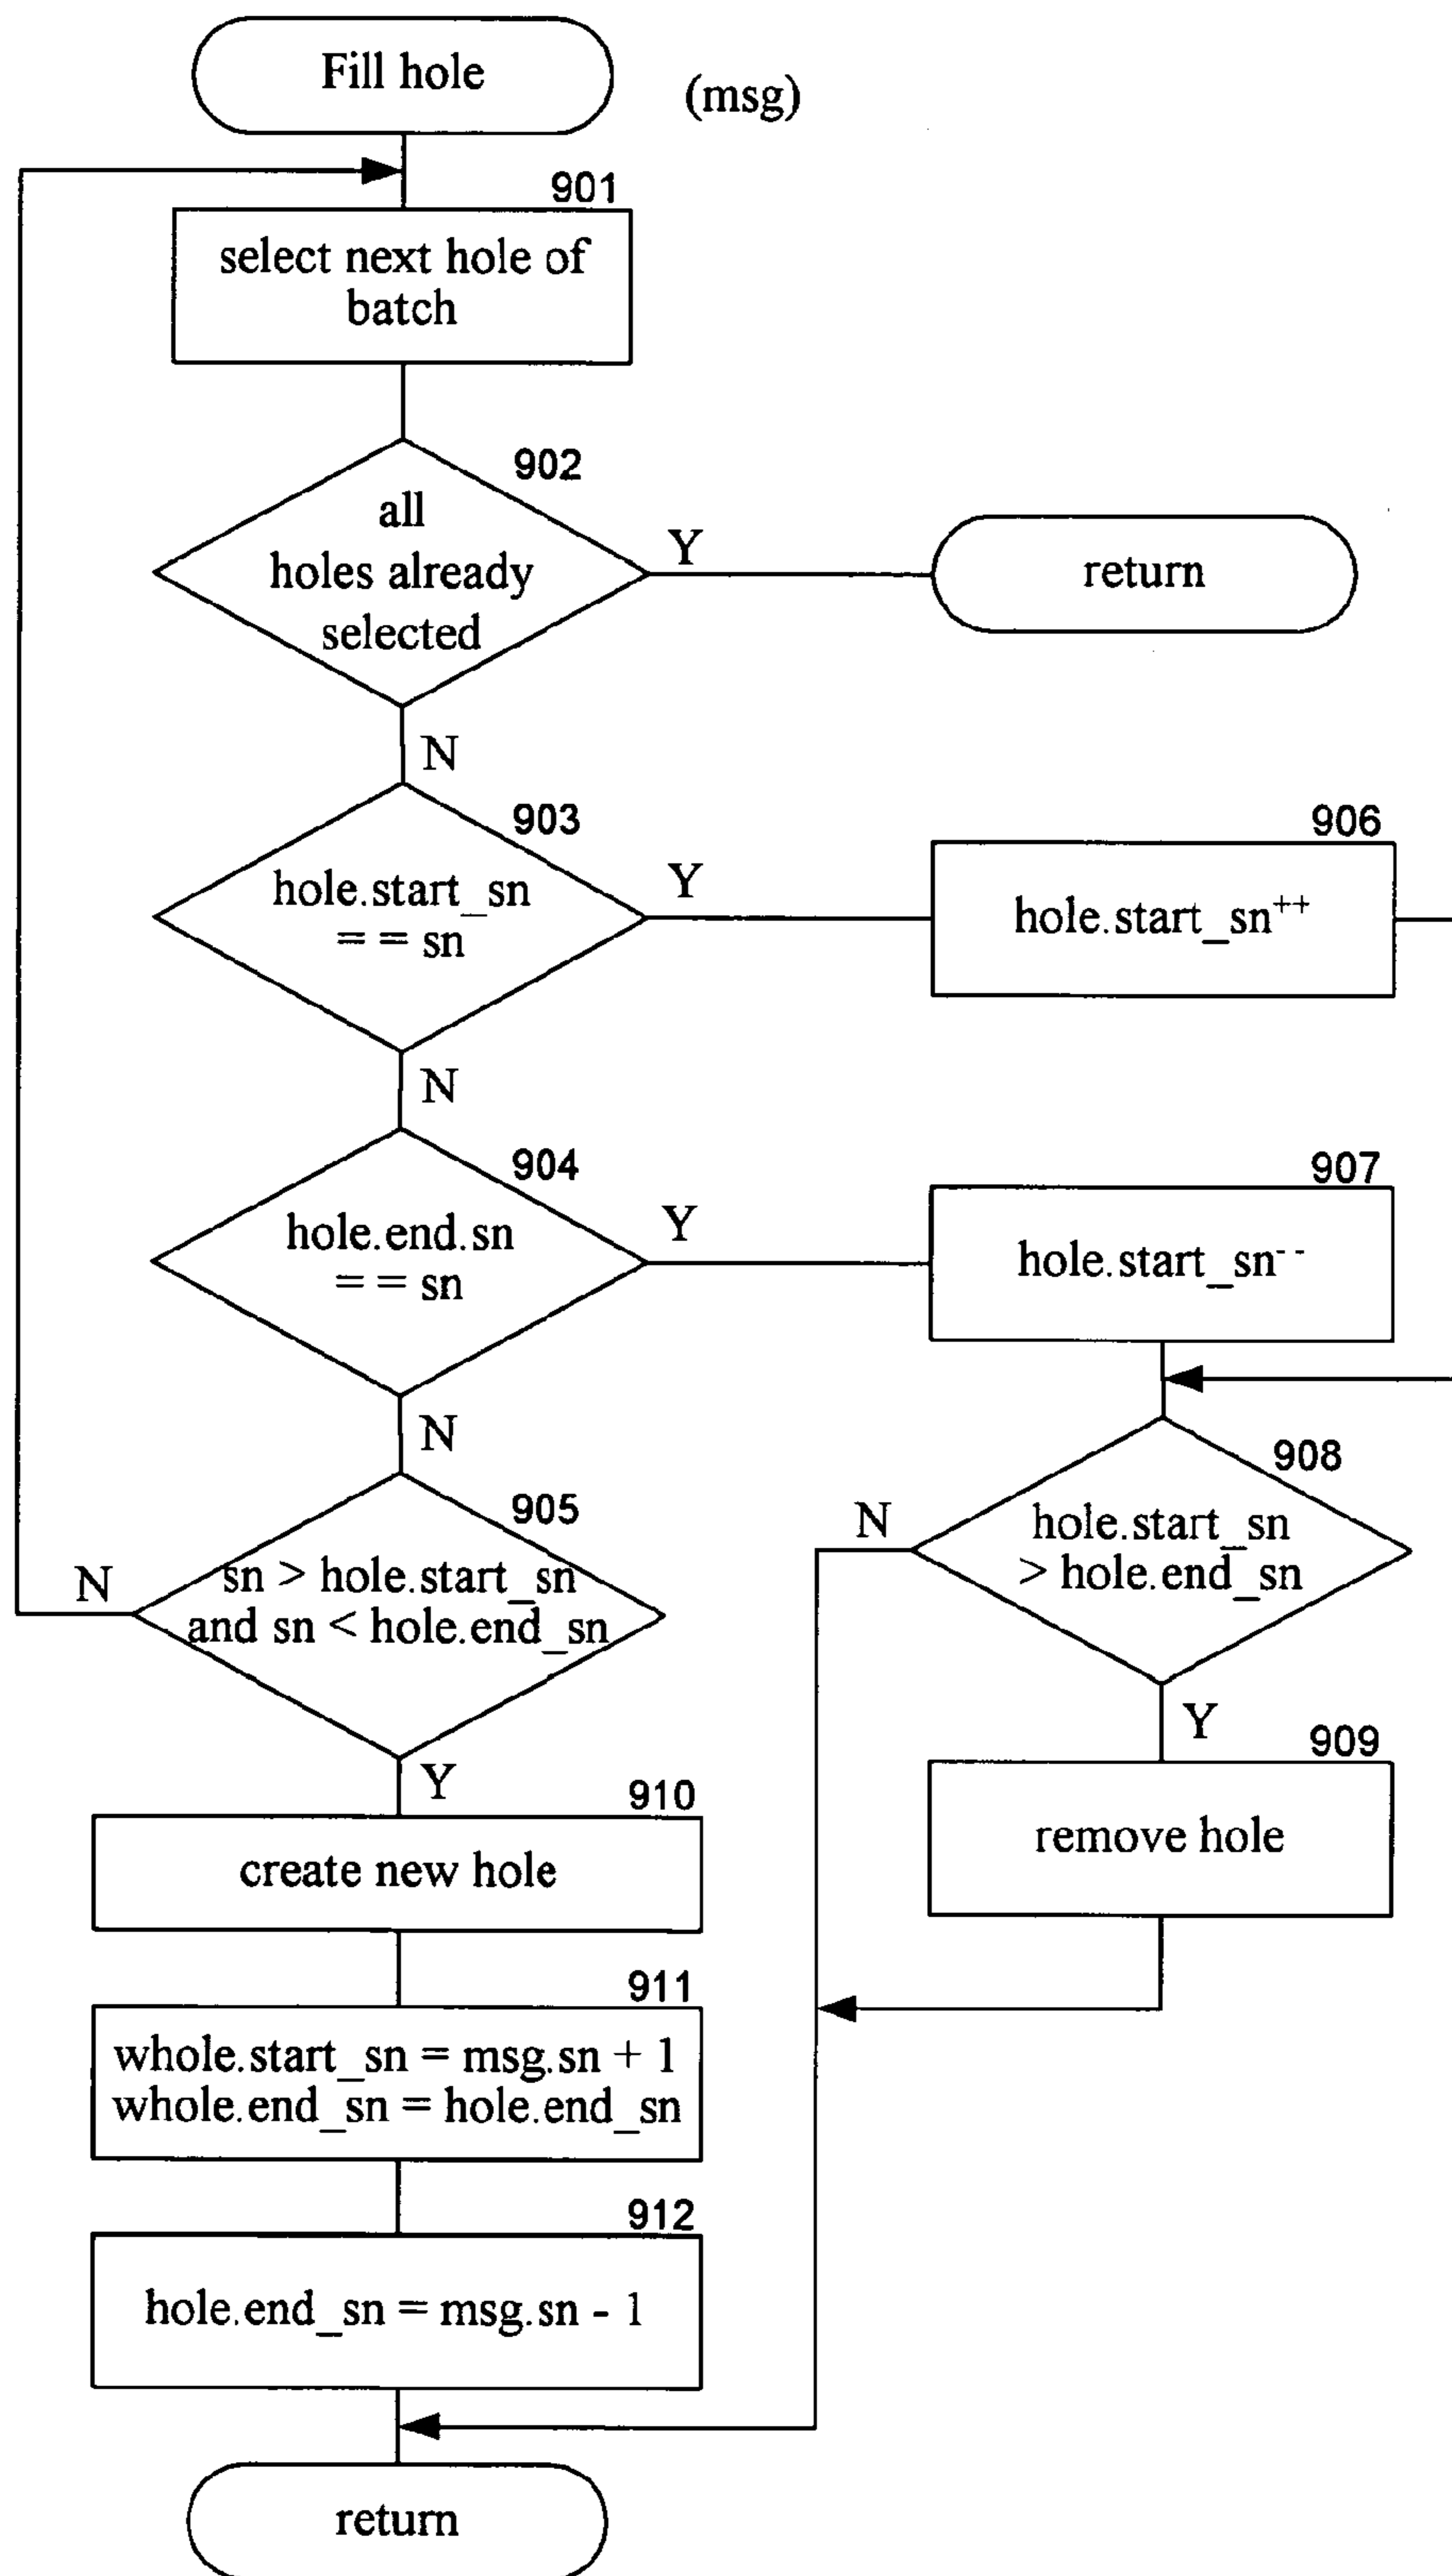 Fill hole
(msg)
901
select next hole of
batch
902
all
holes already
selected
Y
return
N
903
hole.start_sn
= = sn
Y
906
hole.start_sn++
N
904
hole.end.sn
= = sn
Y
907
hole.start_sn--
N
905
sn > hole.start_sn
and sn < hole.end_sn
N
908
hole.start_sn
> hole.end_sn
N
Y
909
remove hole
Y
910
create new hole
911
whole.start_sn = msg.sn + 1
whole.end_sn = hole.end_sn
912
hole.end_sn = msg.sn - 1
return